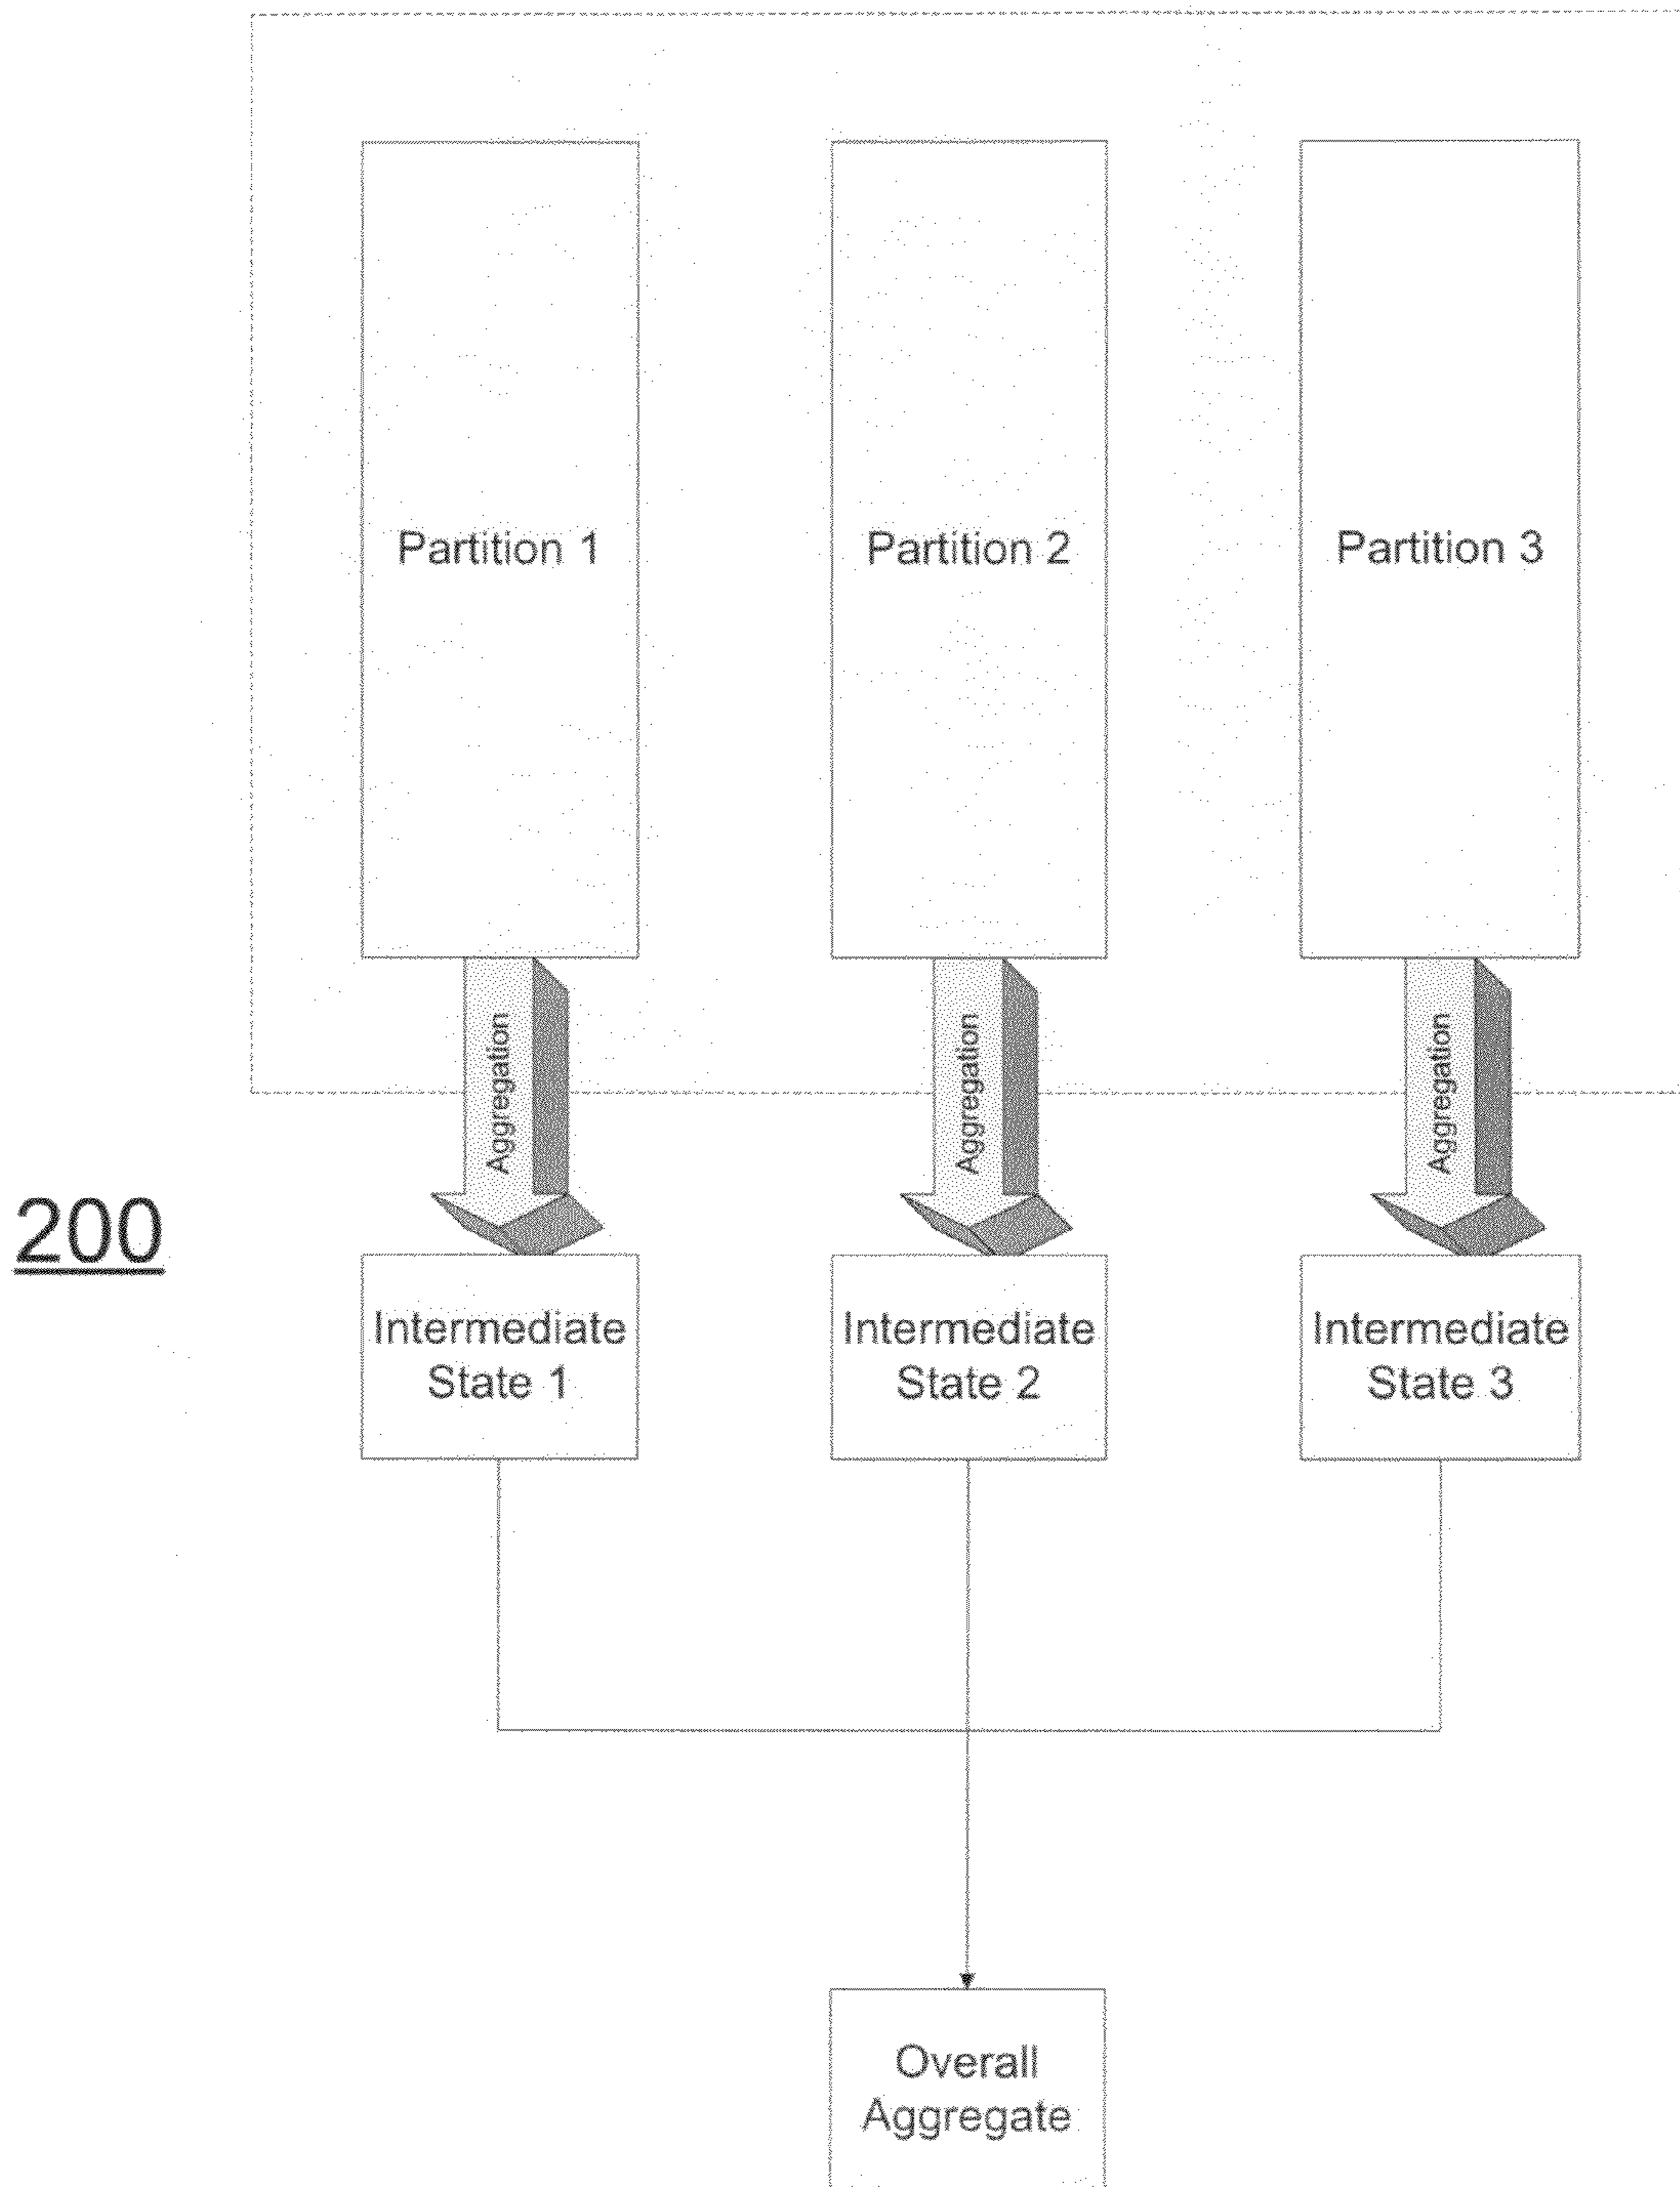 Partition 1
Partition 2
Partition 3
Aggregation
Aggregation
Aggregation
200
Intermediate
State 1
Intermediate
State 2
Intermediate
State 3
Overall
Aggregate